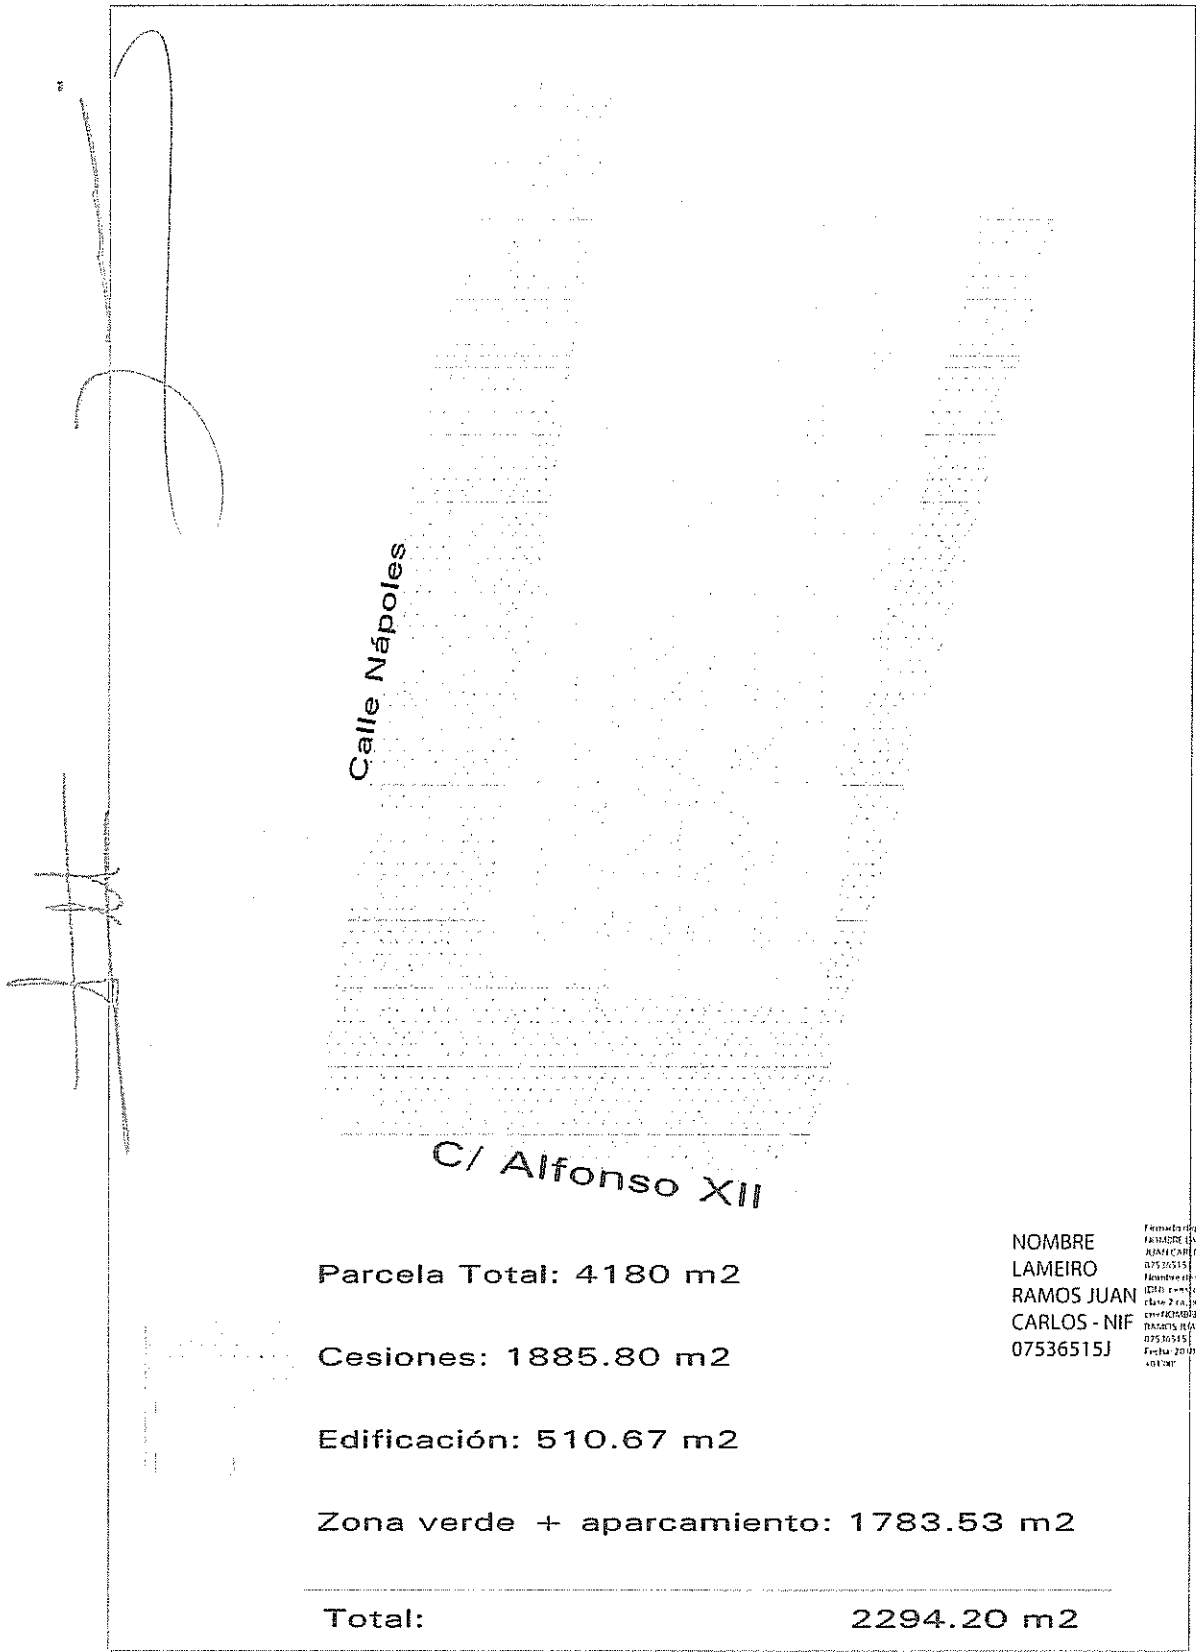 Calle Nápoles
C/ Alfonso XII
Parcela Total: 4180 m2
Cesiones: 1885.80 m2
Edificación: 510.67 m2
Zona verde + aparcamiento: 1783.53 m2
Total: 2294.20 m2
NOMBRE
LAMEIRO
RAMOS JUAN
CARLOS - NIF
07536515J